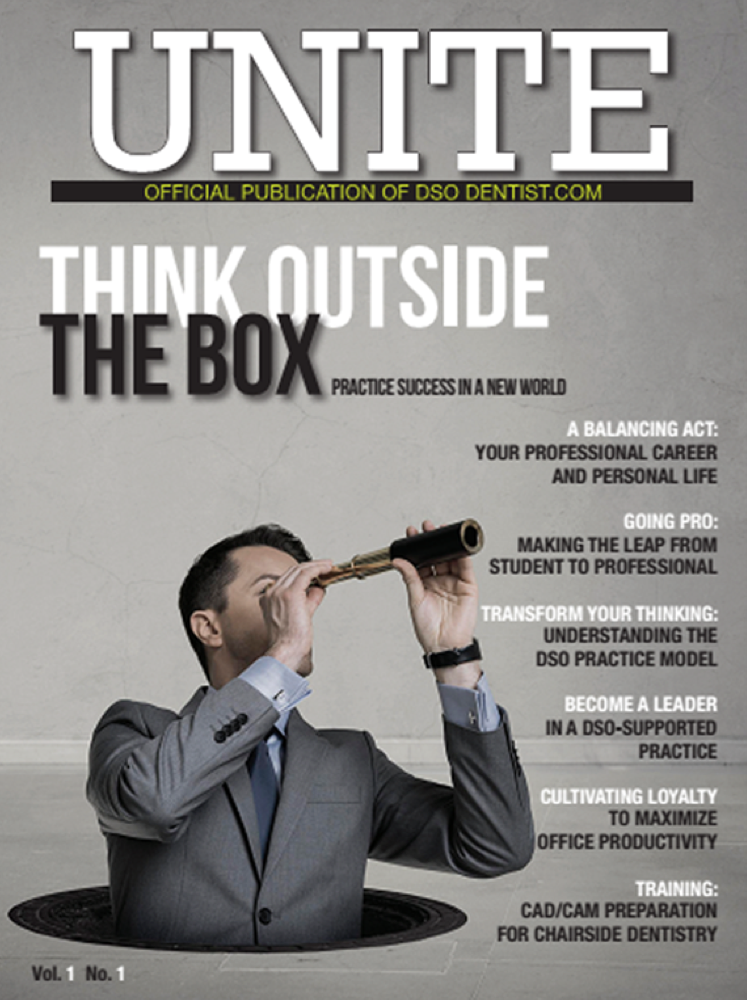 UNITE
OFFICIAL PUBLICATION OF DSO DENTIST.COM
THINK OUTSIDE
THE BOX
PRACTICE SUCCESS IN A NEW WORLD
A BALANCING ACT:
YOUR PROFESSIONAL CAREER
AND PERSONAL LIFE
GOING PRO:
MAKING THE LEAP FROM
STUDENT TO PROFESSIONAL
TRANSFORM YOUR THINKING:
UNDERSTANDING THE
DSO PRACTICE MODEL
BECOME A LEADER
IN A DSO-SUPPORTED
PRACTICE
CULTIVATING LOYALTY
TO MAXIMIZE
OFFICE PRODUCTIVITY
TRAINING:
CAD/CAM PREPARATION
FOR CHAIRSIDE DENTISTRY
Vol. 1 No. 1